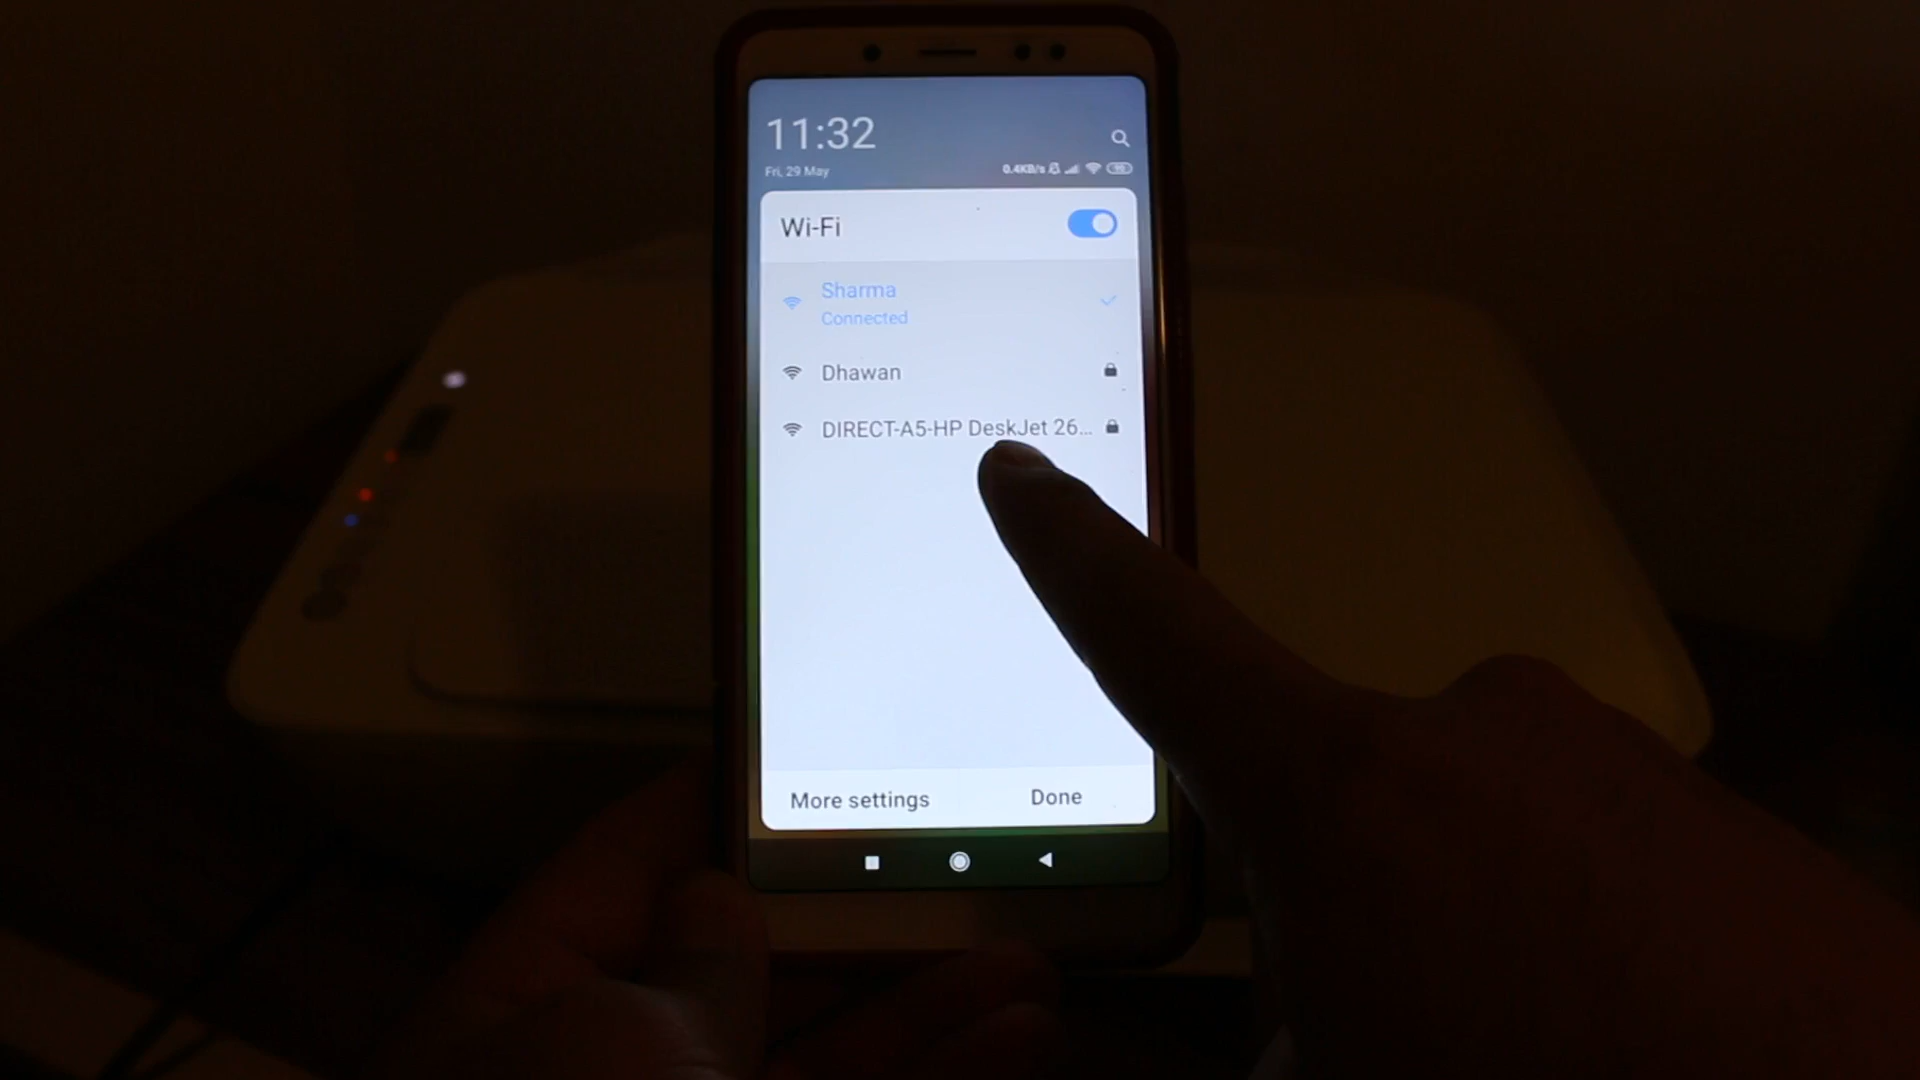 11:32
Fri, 29 May
0.4KB/s
Wi-Fi
Sharma
Connected
Dhawan
DIRECT-A5-HP DeskJet 26...
More settings
Done